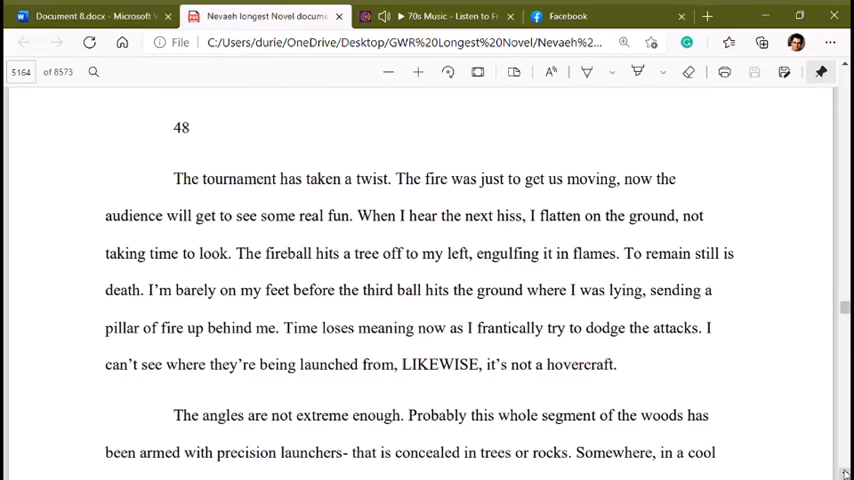 Document 8.docx - Microsoft W
Nevaeh longest Novel docume
70s Music - Listen to Fr
Facebook
File
C:/Users/durie/OneDrive/Desktop/GWR%20Longest%20Novel/Nevaeh%2...
5164 of 8573
48
The tournament has taken a twist. The fire was just to get us moving, now the
audience will get to see some real fun. When I hear the next hiss, I flatten on the ground, not
taking time to look. The fireball hits a tree off to my left, engulfing it in flames. To remain still is
death. I’m barely on my feet before the third ball hits the ground where I was lying, sending a
pillar of fire up behind me. Time loses meaning now as I frantically try to dodge the attacks. I
can’t see where they’re being launched from, LIKEWISE, it’s not a hovercraft.
The angles are not extreme enough. Probably this whole segment of the woods has
been armed with precision launchers- that is concealed in trees or rocks. Somewhere, in a cool